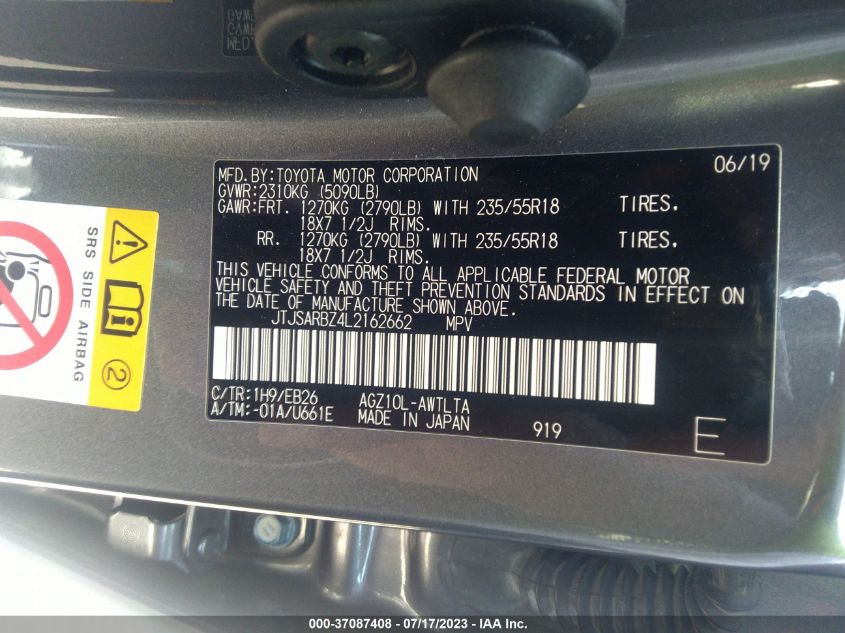 MFD.BY:TOYOTA MOTOR CORPORATION 06/19
GVWR:2310KG (5090LB)
GAWR:FRT. 1270KG (2790LB) WITH 235/55R18 TIRES.
18X7 1/2J RIMS.
RR. 1270KG (2790LB) WITH 235/55R18 TIRES.
18X7 1/2J RIMS.
THIS VEHICLE CONFORMS TO ALL APPLICABLE FEDERAL MOTOR
VEHICLE SAFETY AND THEFT PREVENTION STANDARDS IN EFFECT ON
THE DATE OF MANUFACTURE SHOWN ABOVE.
JTJSARBZ4L2162662 MPV
C/TR:1H9/EB26 AGZ10L-AWTLTA
A/TM:-01A/U661E MADE IN JAPAN 919 E
SRS SIDE AIRBAG
2
000-37087408 - 07/17/2023 - IAA Inc.